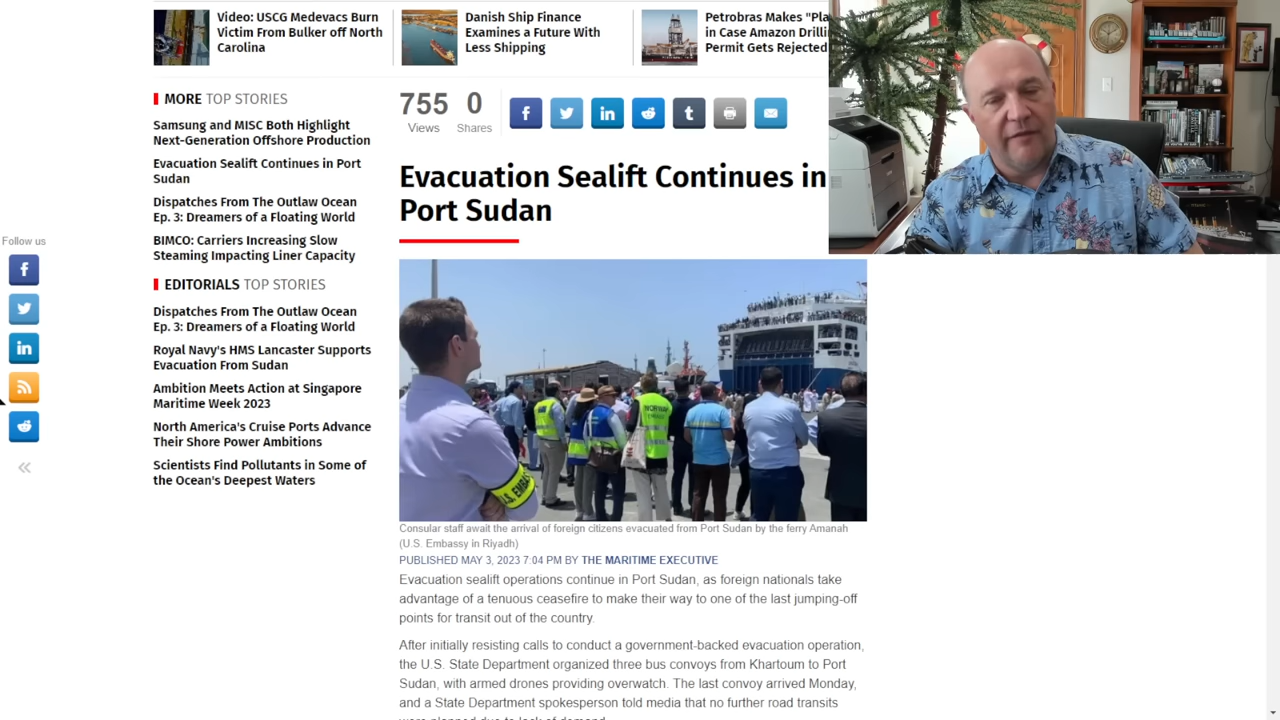 Video: USCG Medevacs Burn
Victim From Bulker off North
Carolina
Danish Ship Finance
Examines a Future With
Less Shipping
Petrobras Makes "Pla
in Case Amazon Drilli
Permit Gets Rejected
MORE TOP STORIES
Samsung and MISC Both Highlight
Next-Generation Offshore Production
Evacuation Sealift Continues in Port
Sudan
Dispatches From The Outlaw Ocean
Ep. 3: Dreamers of a Floating World
BIMCO: Carriers Increasing Slow
Steaming Impacting Liner Capacity
EDITORIALS TOP STORIES
Dispatches From The Outlaw Ocean
Ep. 3: Dreamers of a Floating World
Royal Navy's HMS Lancaster Supports
Evacuation From Sudan
Ambition Meets Action at Singapore
Maritime Week 2023
North America's Cruise Ports Advance
Their Shore Power Ambitions
Scientists Find Pollutants in Some of
the Ocean's Deepest Waters
Follow us
755 0
Views Shares
Evacuation Sealift Continues in
Port Sudan
NORWAY
U.S. EMBAS
Consular staff await the arrival of foreign citizens evacuated from Port Sudan by the ferry Amanah
(U.S. Embassy in Riyadh)
PUBLISHED MAY 3, 2023 7:04 PM BY THE MARITIME EXECUTIVE
Evacuation sealift operations continue in Port Sudan, as foreign nationals take
advantage of a tenuous ceasefire to make their way to one of the last jumping-off
points for transit out of the country.
After initially resisting calls to conduct a government-backed evacuation operation,
the U.S. State Department organized three bus convoys from Khartoum to Port
Sudan, with armed drones providing overwatch. The last convoy arrived Monday,
and a State Department spokesperson told media that no further road transits
were planned due to lack of demand.